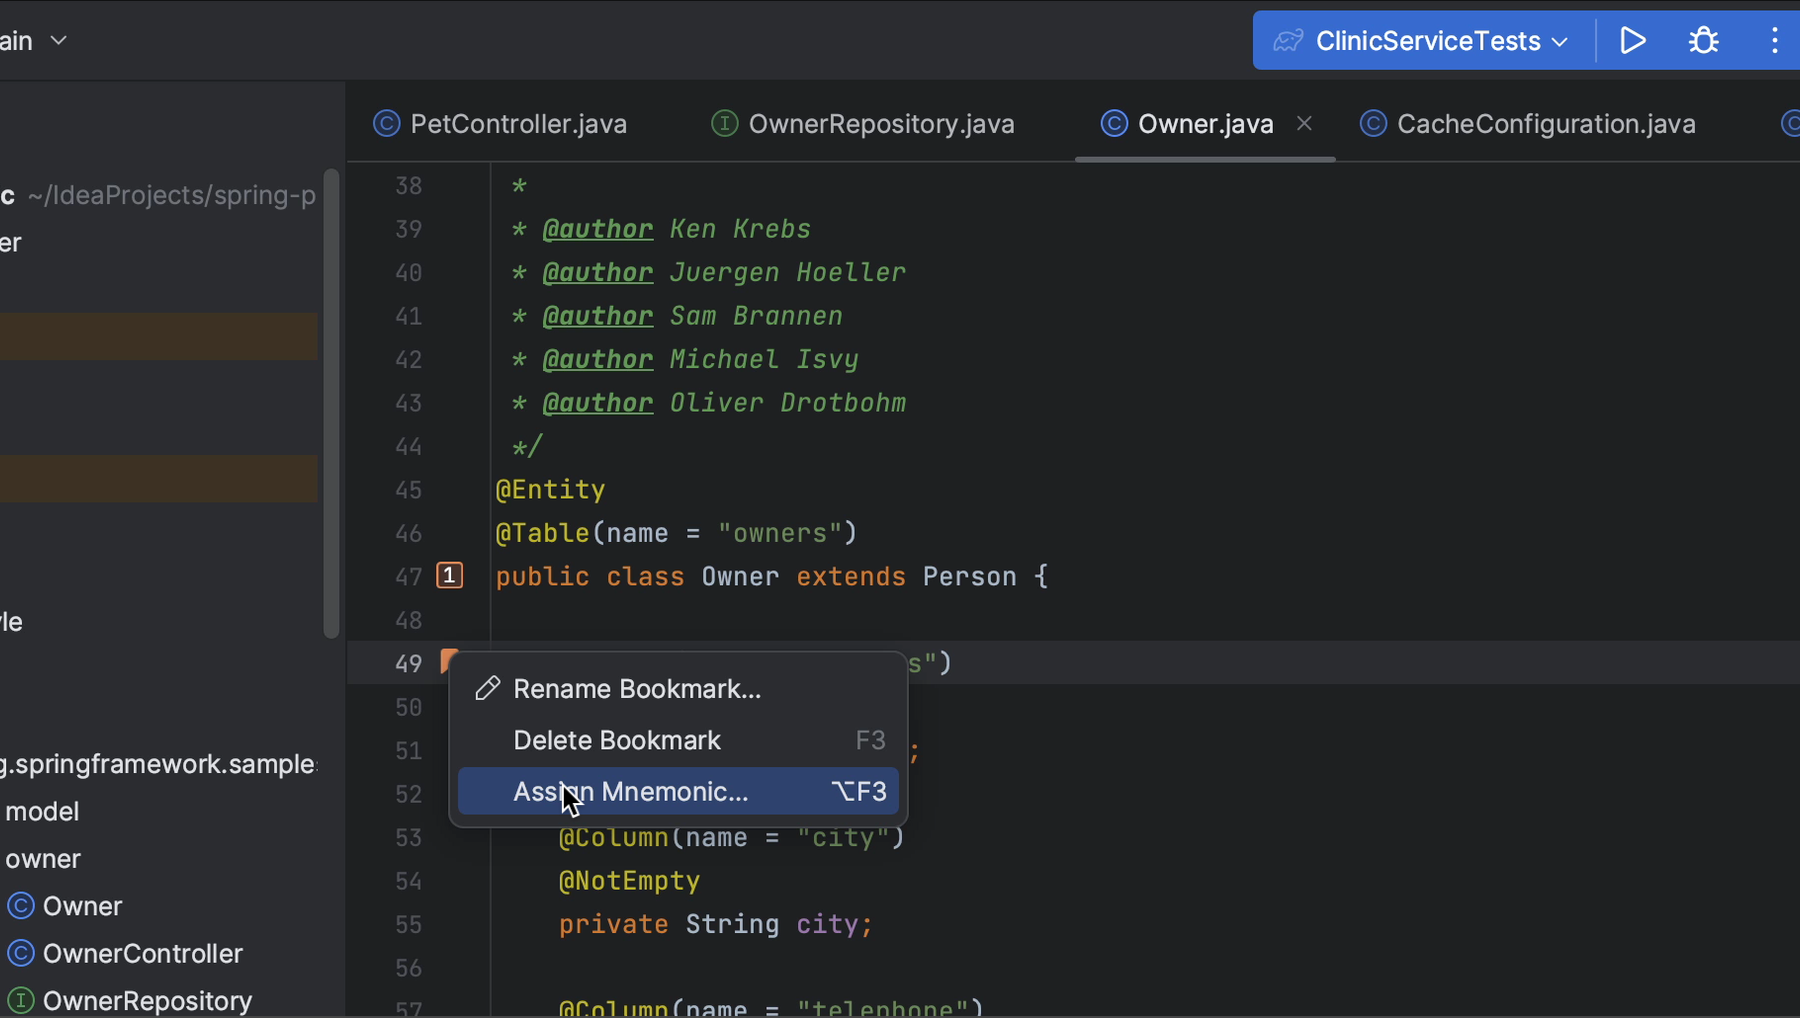 ain
ClinicServiceTests
PetController.java
OwnerRepository.java
Owner.java
CacheConfiguration.java
c ~/IdeaProjects/spring-p
er
le
g.springframework.sample
model
owner
Owner
OwnerController
OwnerRepository
38 *
39 * @author Ken Krebs
40 * @author Juergen Hoeller
41 * @author Sam Brannen
42 * @author Michael Isvy
43 * @author Oliver Drotbohm
44 */
45 @Entity
46 @Table(name = "owners")
47 1 public class Owner extends Person {
48
49 s")
50
51 ;
52
53 @Column(name = "city")
54 @NotEmpty
55 private String city;
56
57 @Column(name = "telephone")
Rename Bookmark...
Delete Bookmark F3
Assign Mnemonic... ⌥F3